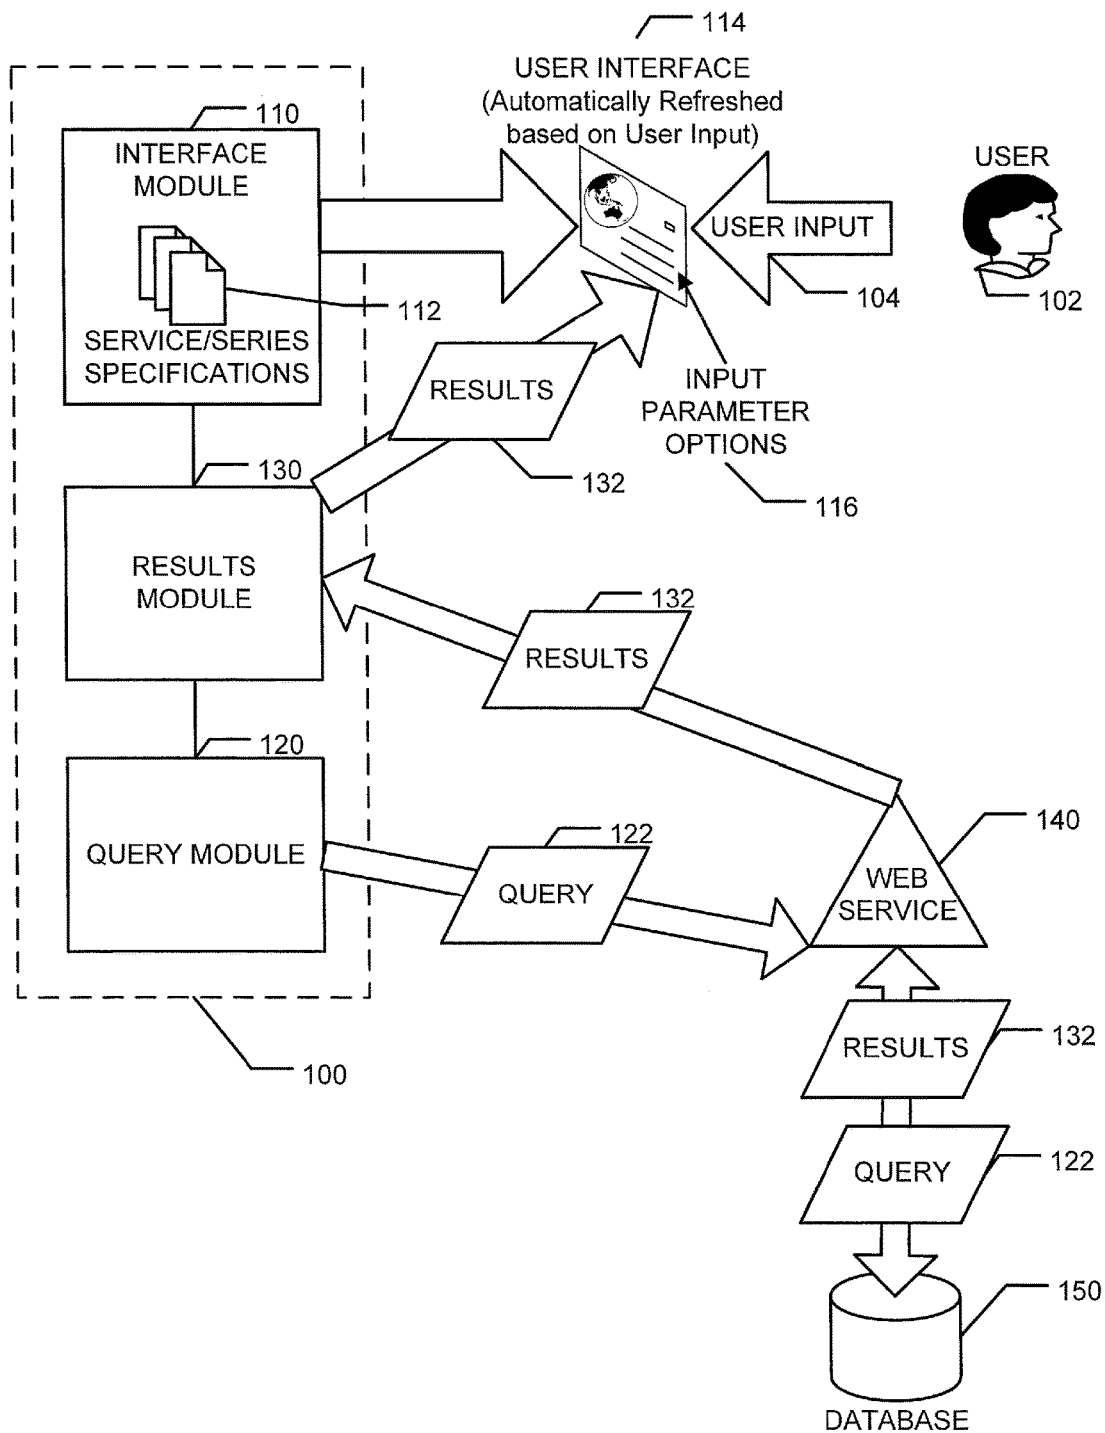 114
USER INTERFACE
(Automatically Refreshed
based on User Input)
110
INTERFACE
MODULE
112
SERVICE/SERIES
SPECIFICATIONS
USER
USER INPUT
104
102
RESULTS
132
INPUT
PARAMETER
OPTIONS
116
130
RESULTS
MODULE
132
RESULTS
120
QUERY MODULE
122
QUERY
140
WEB
SERVICE
100
RESULTS
132
QUERY
122
150
DATABASE